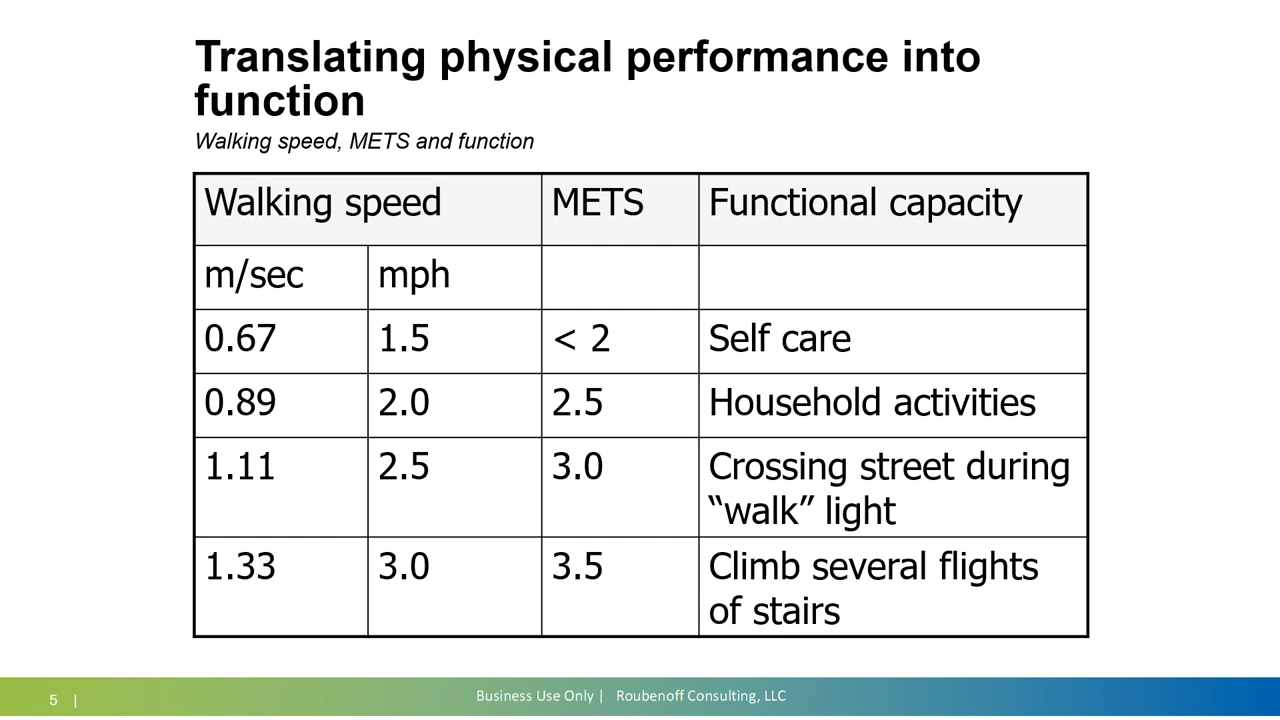 Translating physical performance into
function
Walking speed, METS and function
Walking speed METS Functional capacity
m/sec mph
0.67 1.5 < 2 Self care
0.89 2.0 2.5 Household activities
1.11 2.5 3.0 Crossing street during
“walk” light
1.33 3.0 3.5 Climb several flights
of stairs
5 | Business Use Only | Roubenoff Consulting, LLC